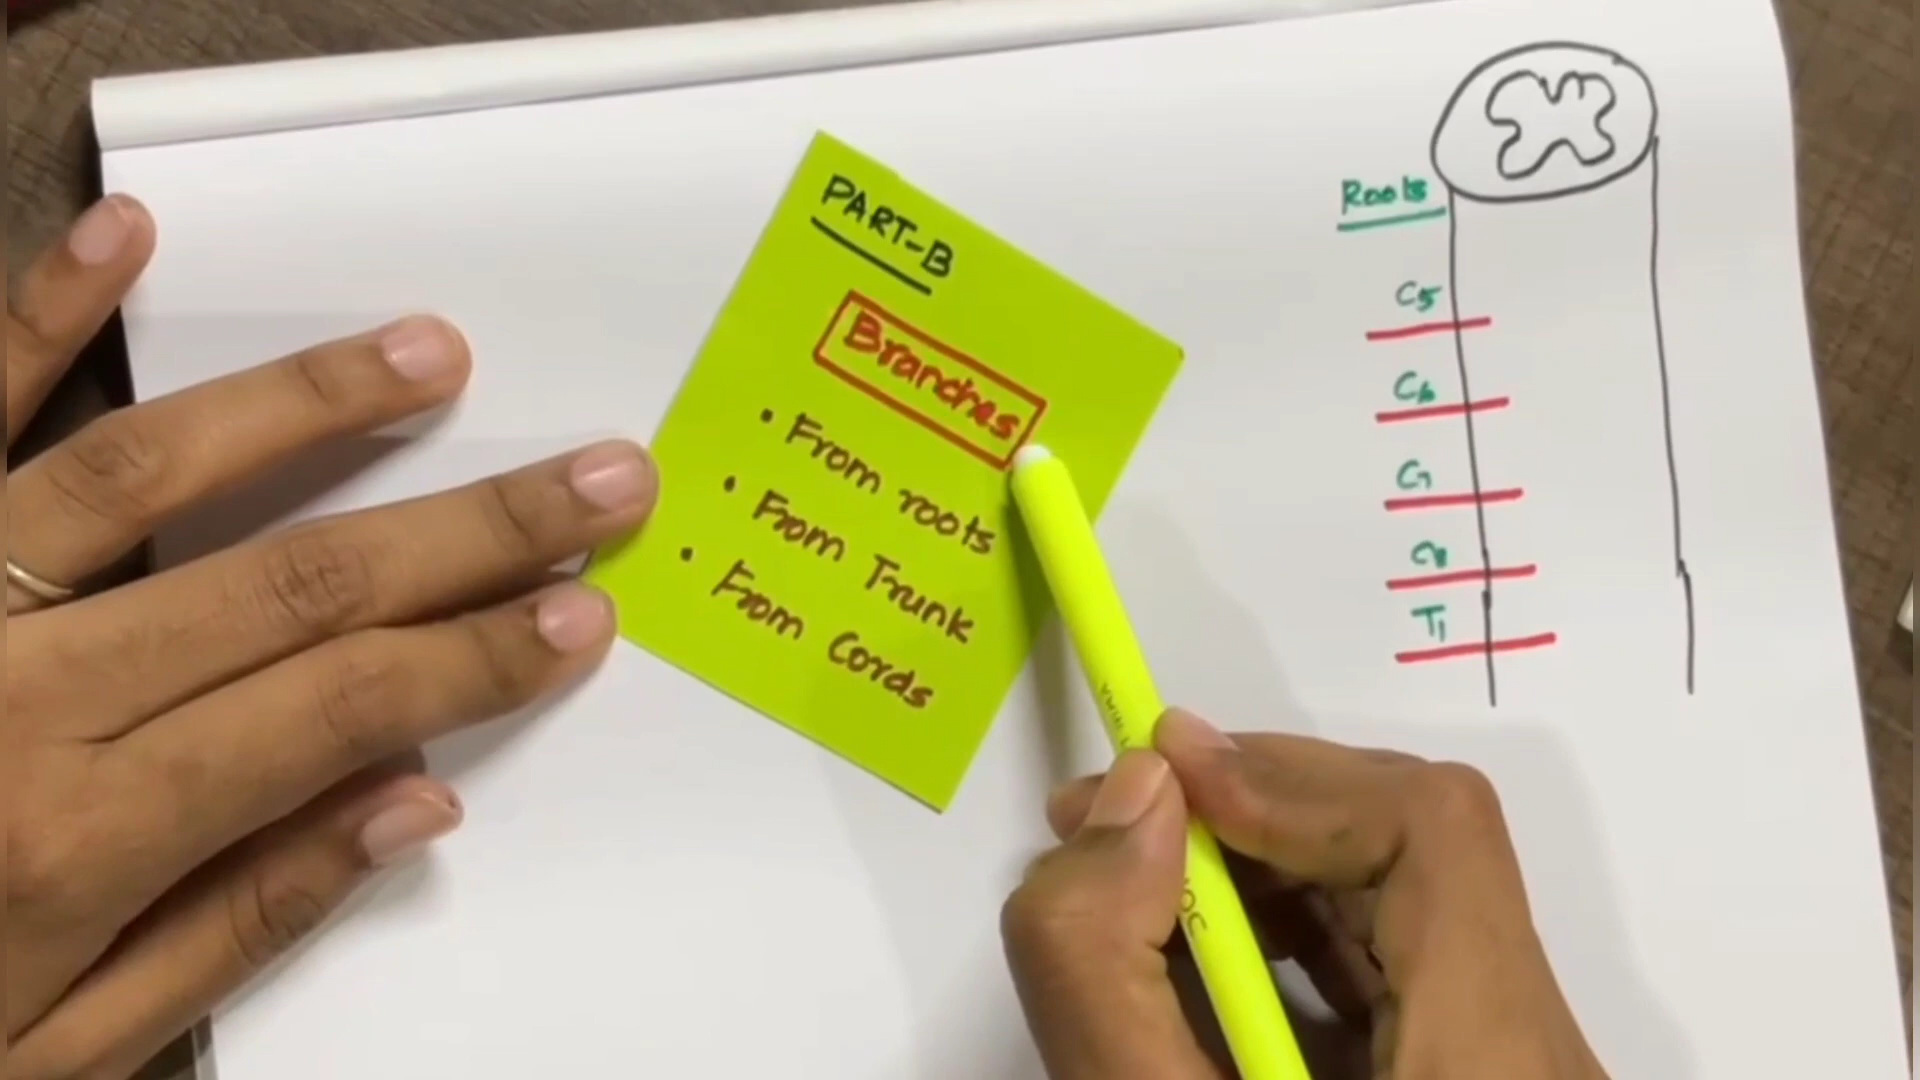 PART-B
Branches
• From roots
• From Trunk
• From Cords
Roots
C5
C6
C7
C8
T1